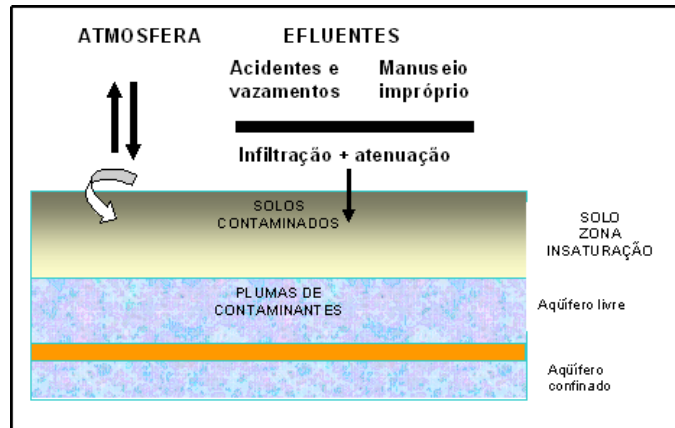 ATMOSFERA
EFLUENTES
Acidentes e
vazamentos
Manuseio
impróprio
Infiltração + atenuação
SOLOS
CONTAMINADOS
SOLO
ZONA
INSATURAÇÃO
PLUMAS DE
CONTAMINANTES
Aqüífero livre
Aqüífero
confinado